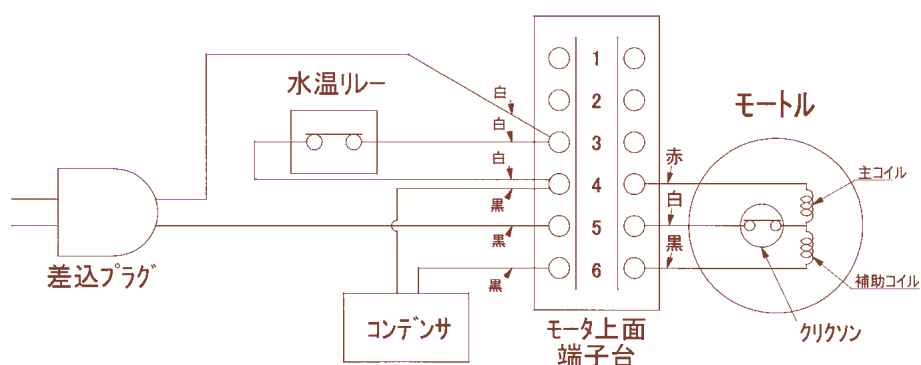 水温リレー
白
白
白
黒
黒
黒
差込プラグ
コンデンサ
1
2
3
4
5
6
モータ上面
端子台
モートル
赤
白
黒
主コイル
補助コイル
クリクソン